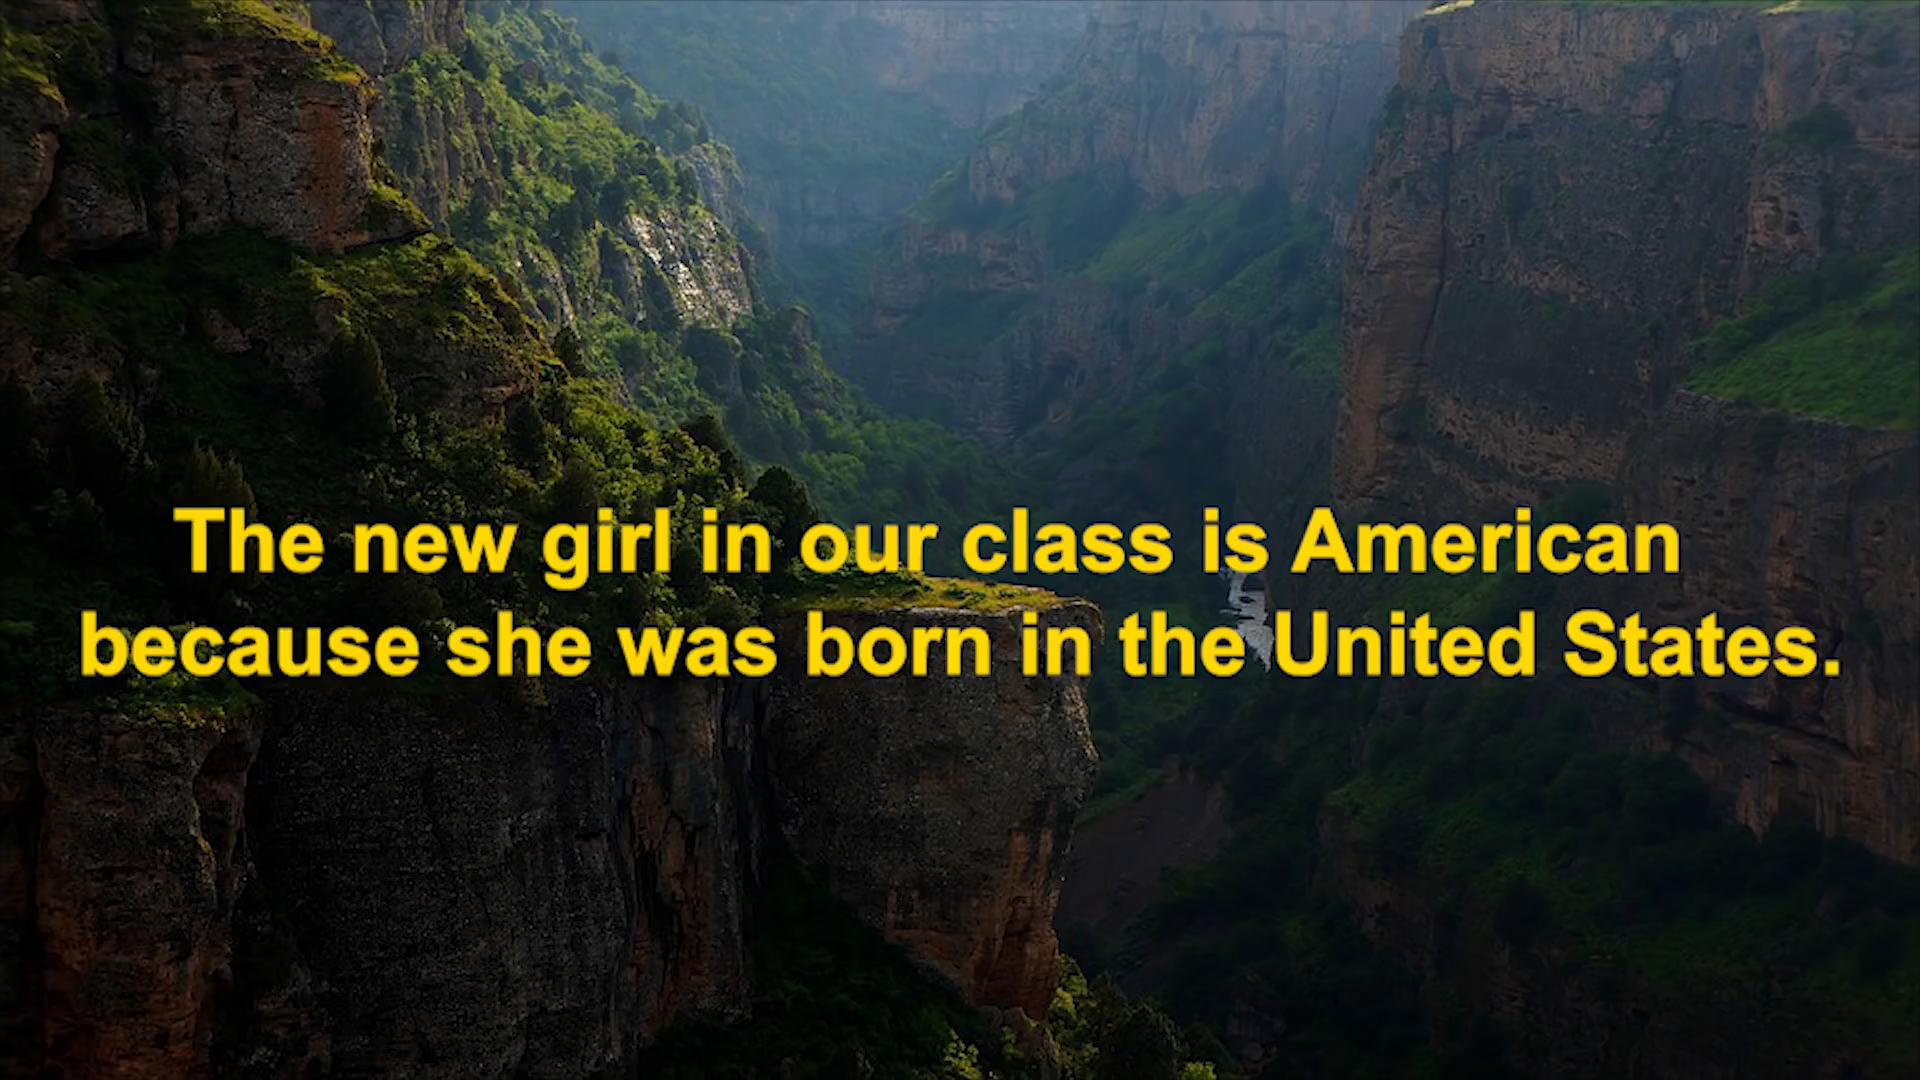 The new girl in our class is American
because she was born in the United States.